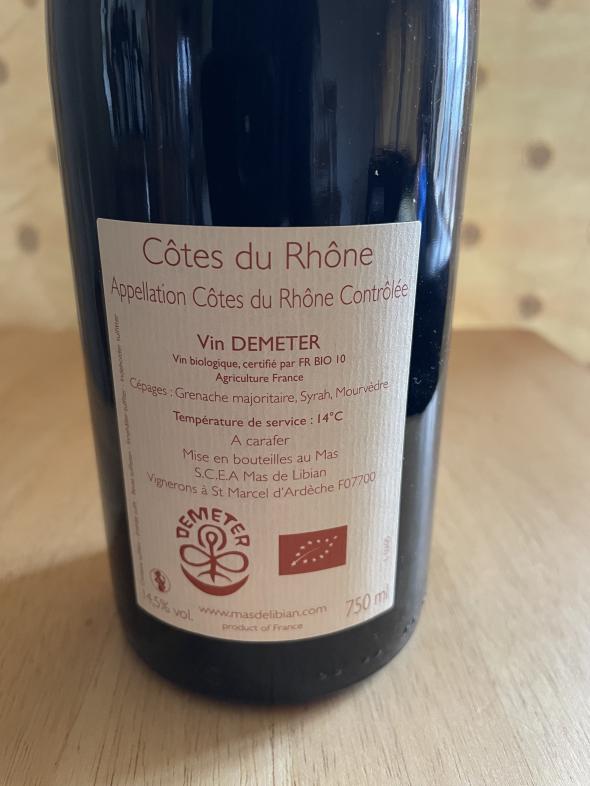 Côtes du Rhône
Appellation Côtes du Rhône Contrôlée
Vin DEMETER
Vin biologique, certifié par FR BIO 10
Agriculture France
Cépages : Grenache majoritaire, Syrah, Mourvèdre
Température de service : 14°C
A carafer
Mise en bouteilles au Mas
S.C.E.A Mas de Libian
Vignerons à St Marcel d'Ardèche F07700
DEMETER
14,5% vol.
www.masdelibian.com
750 ml
product of France